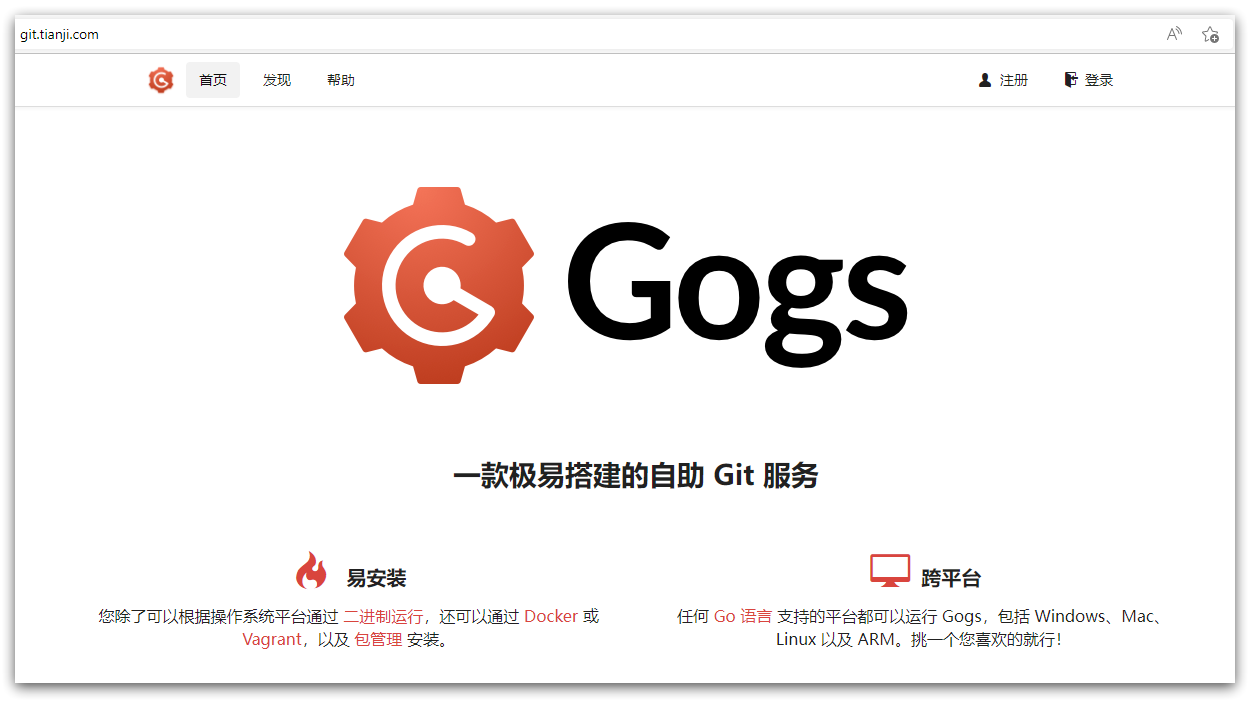 git.tianji.com
首页 发现 帮助 注册 登录
Gogs
一款极易搭建的自助 Git 服务
易安装
您除了可以根据操作系统平台通过 二进制运行，还可以通过 Docker 或
Vagrant，以及 包管理 安装。
跨平台
任何 Go 语言 支持的平台都可以运行 Gogs，包括 Windows、Mac、
Linux 以及 ARM。挑一个您喜欢的就行！